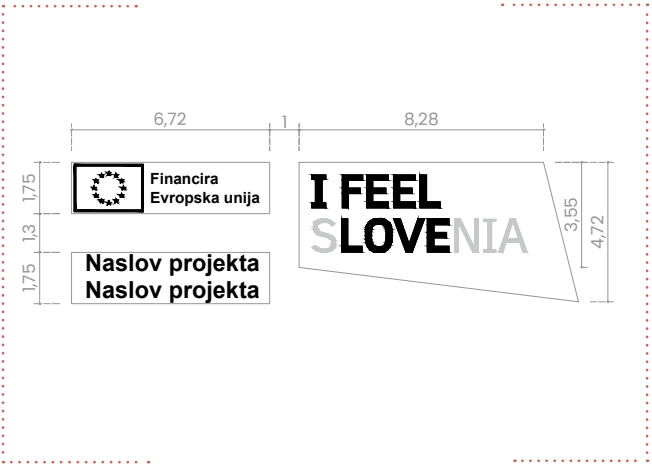 6,72
1
8,28
1,75
Financira
Evropska unija
I FEEL
SLOVENIA
3,55
4,72
1,3
1,75
Naslov projekta
Naslov projekta